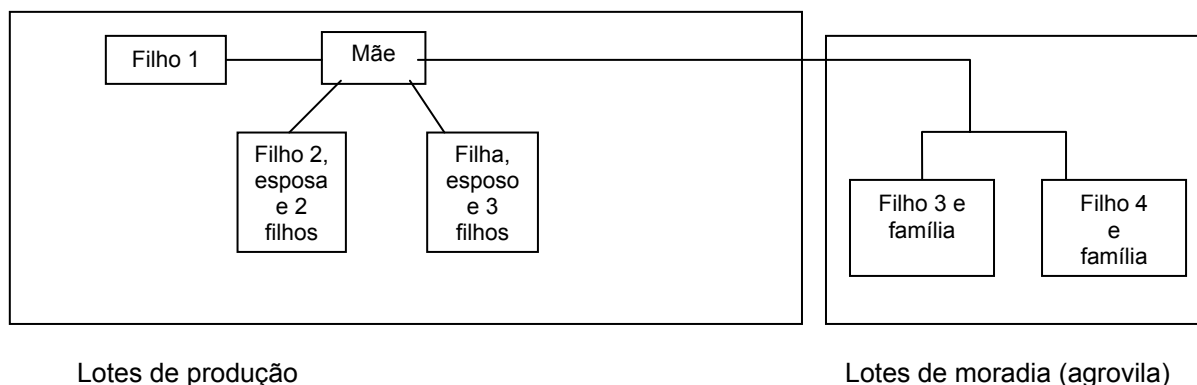 Filho 1
Mãe
Filho 2,
esposa
e 2
filhos
Filha,
esposo
e 3
filhos
Filho 3 e
família
Filho 4
e
família
Lotes de produção
Lotes de moradia (agrovila)